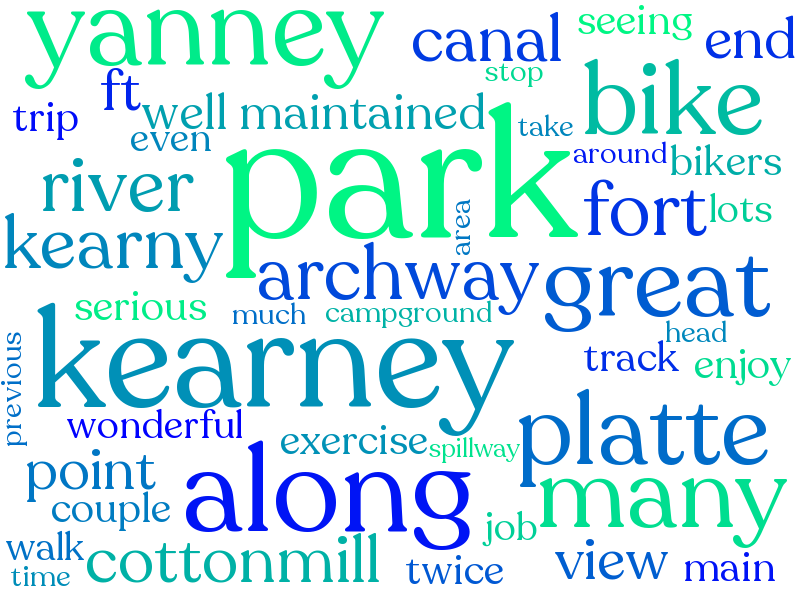 yanney
canal
seeing
end
stop
ft
trip
well maintained
bike
take
even
around
bikers
park
river
fort
lots
kearny
area
archway
great
serious
much
campground
kearney
head
previous
track
enjoy
wonderful
exercise
spillway
platte
point
along
many
couple
job
walk
cottonmill
view
main
time
twice